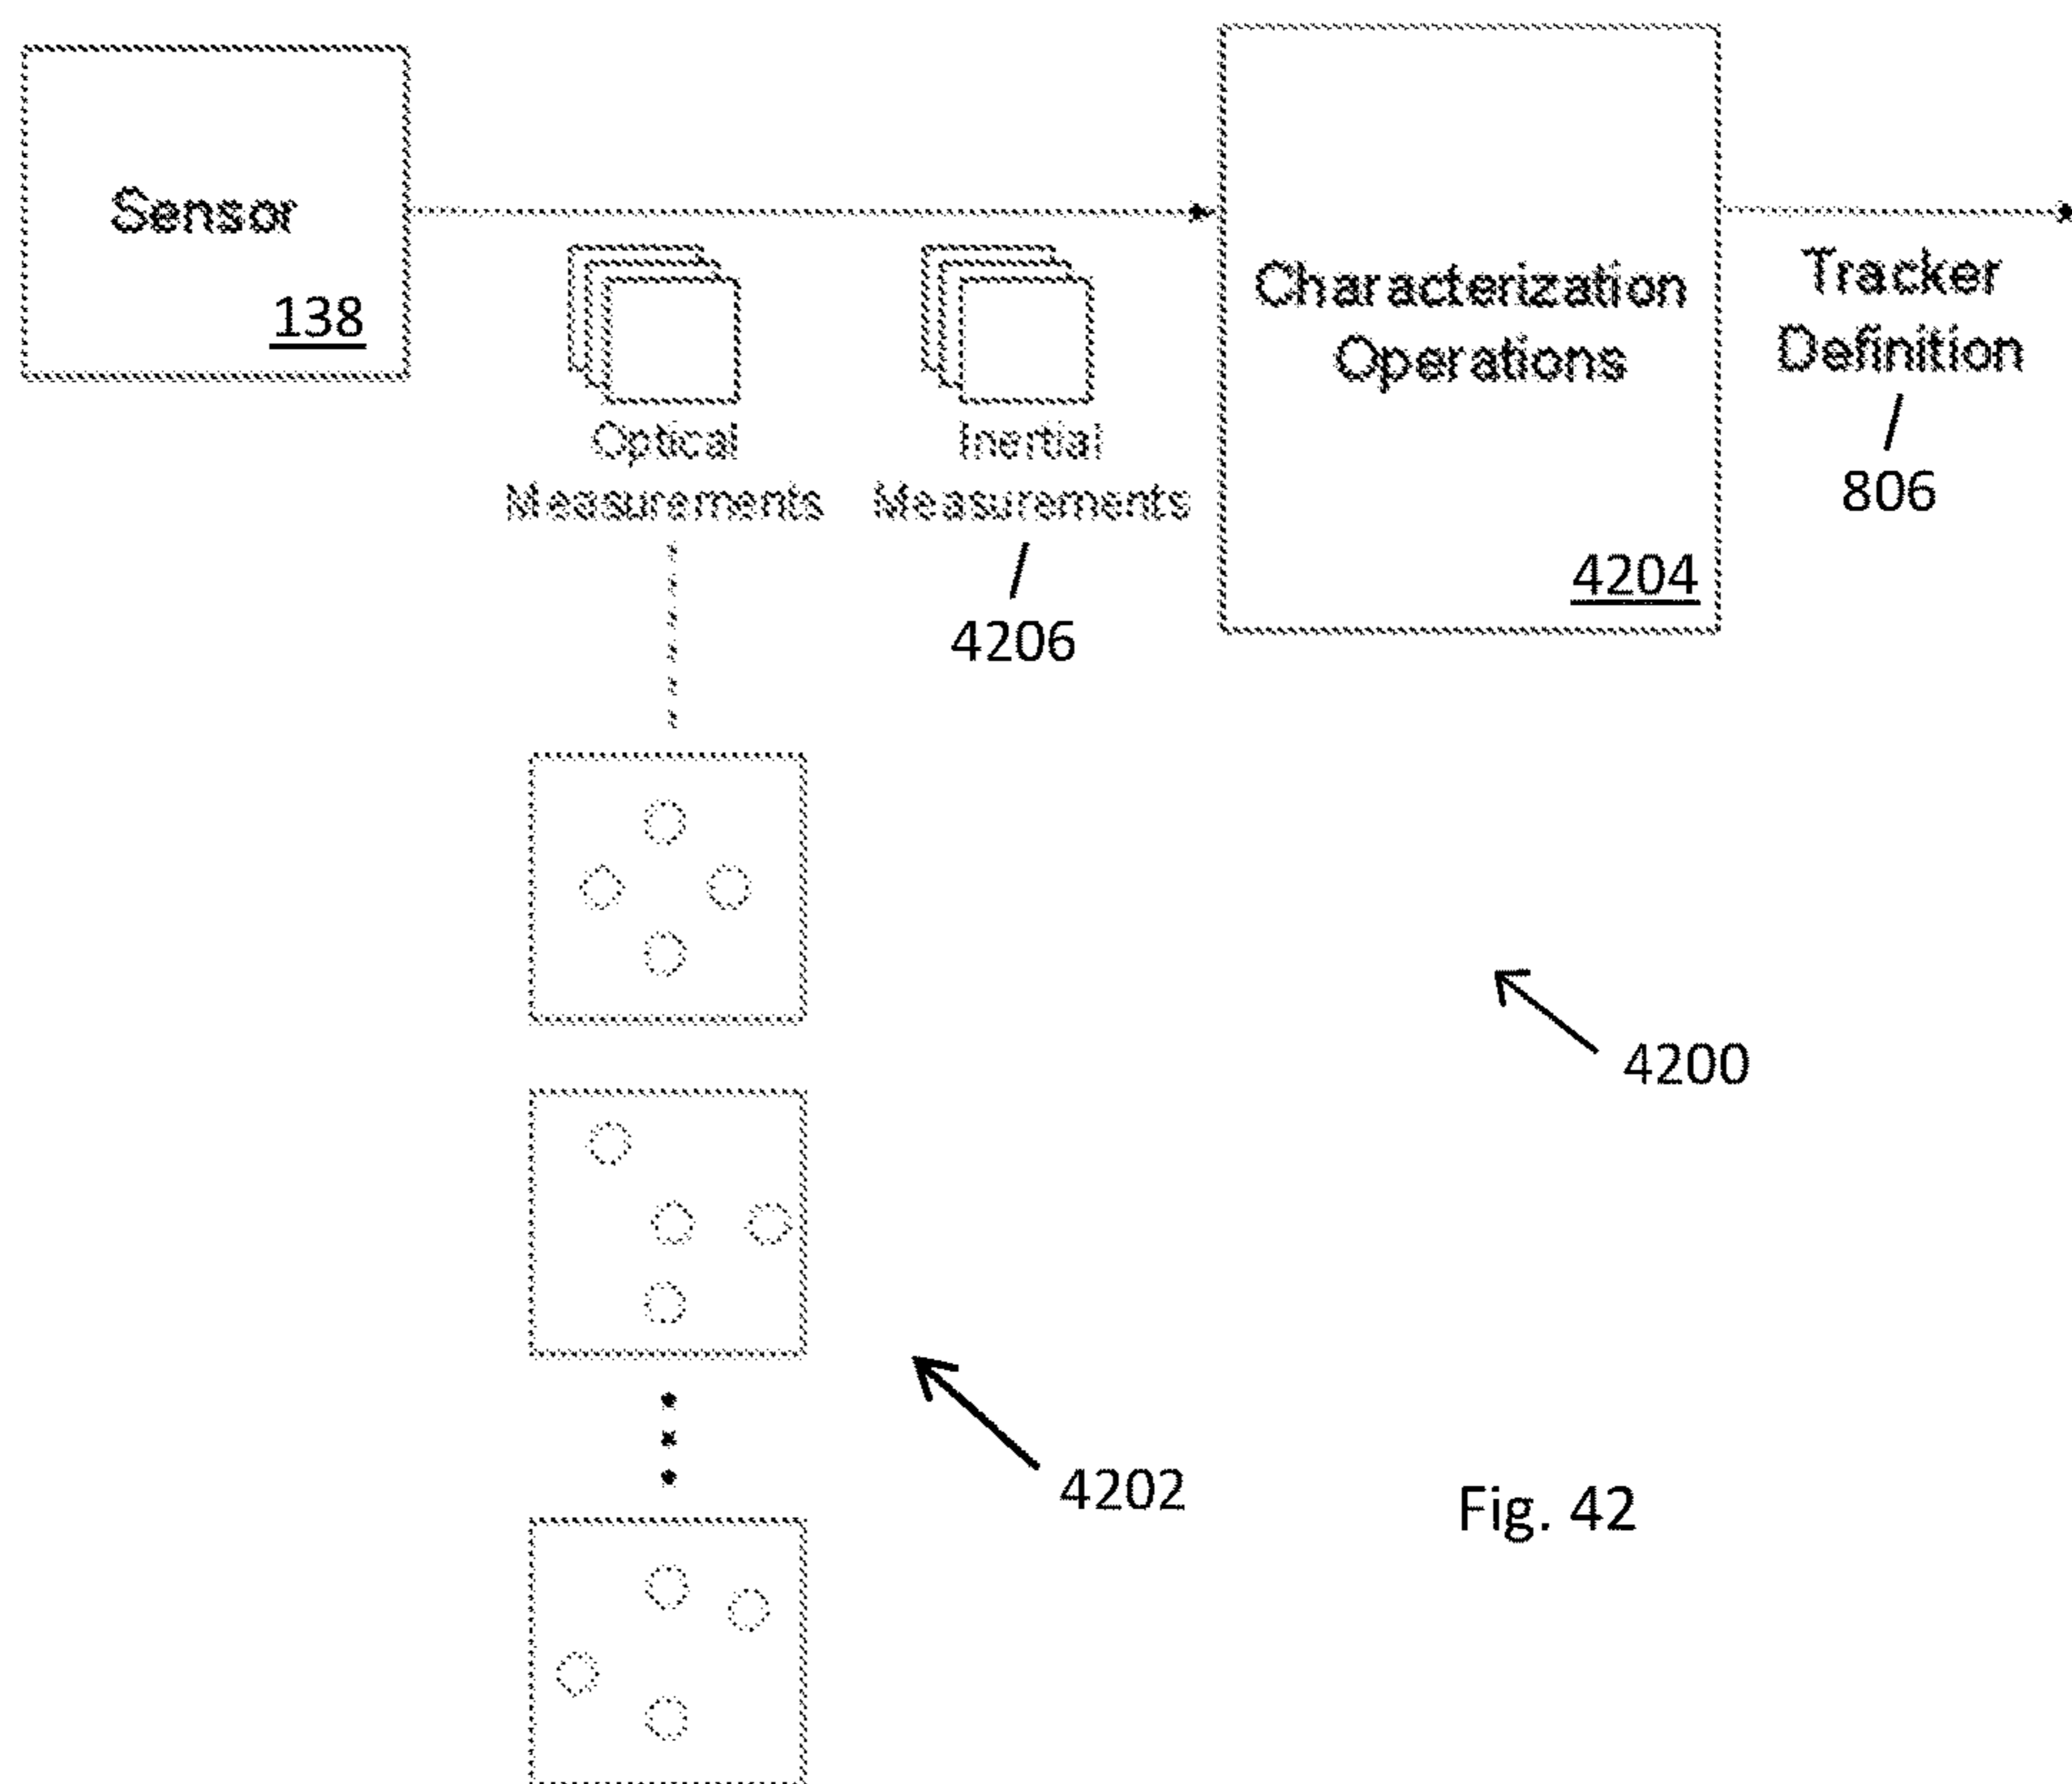 Sensor
138
Optical
Measurements
Inertial
Measurements
4206
Characterization
Operations
4204
Tracker
Definition
806
4200
4202
Fig. 42